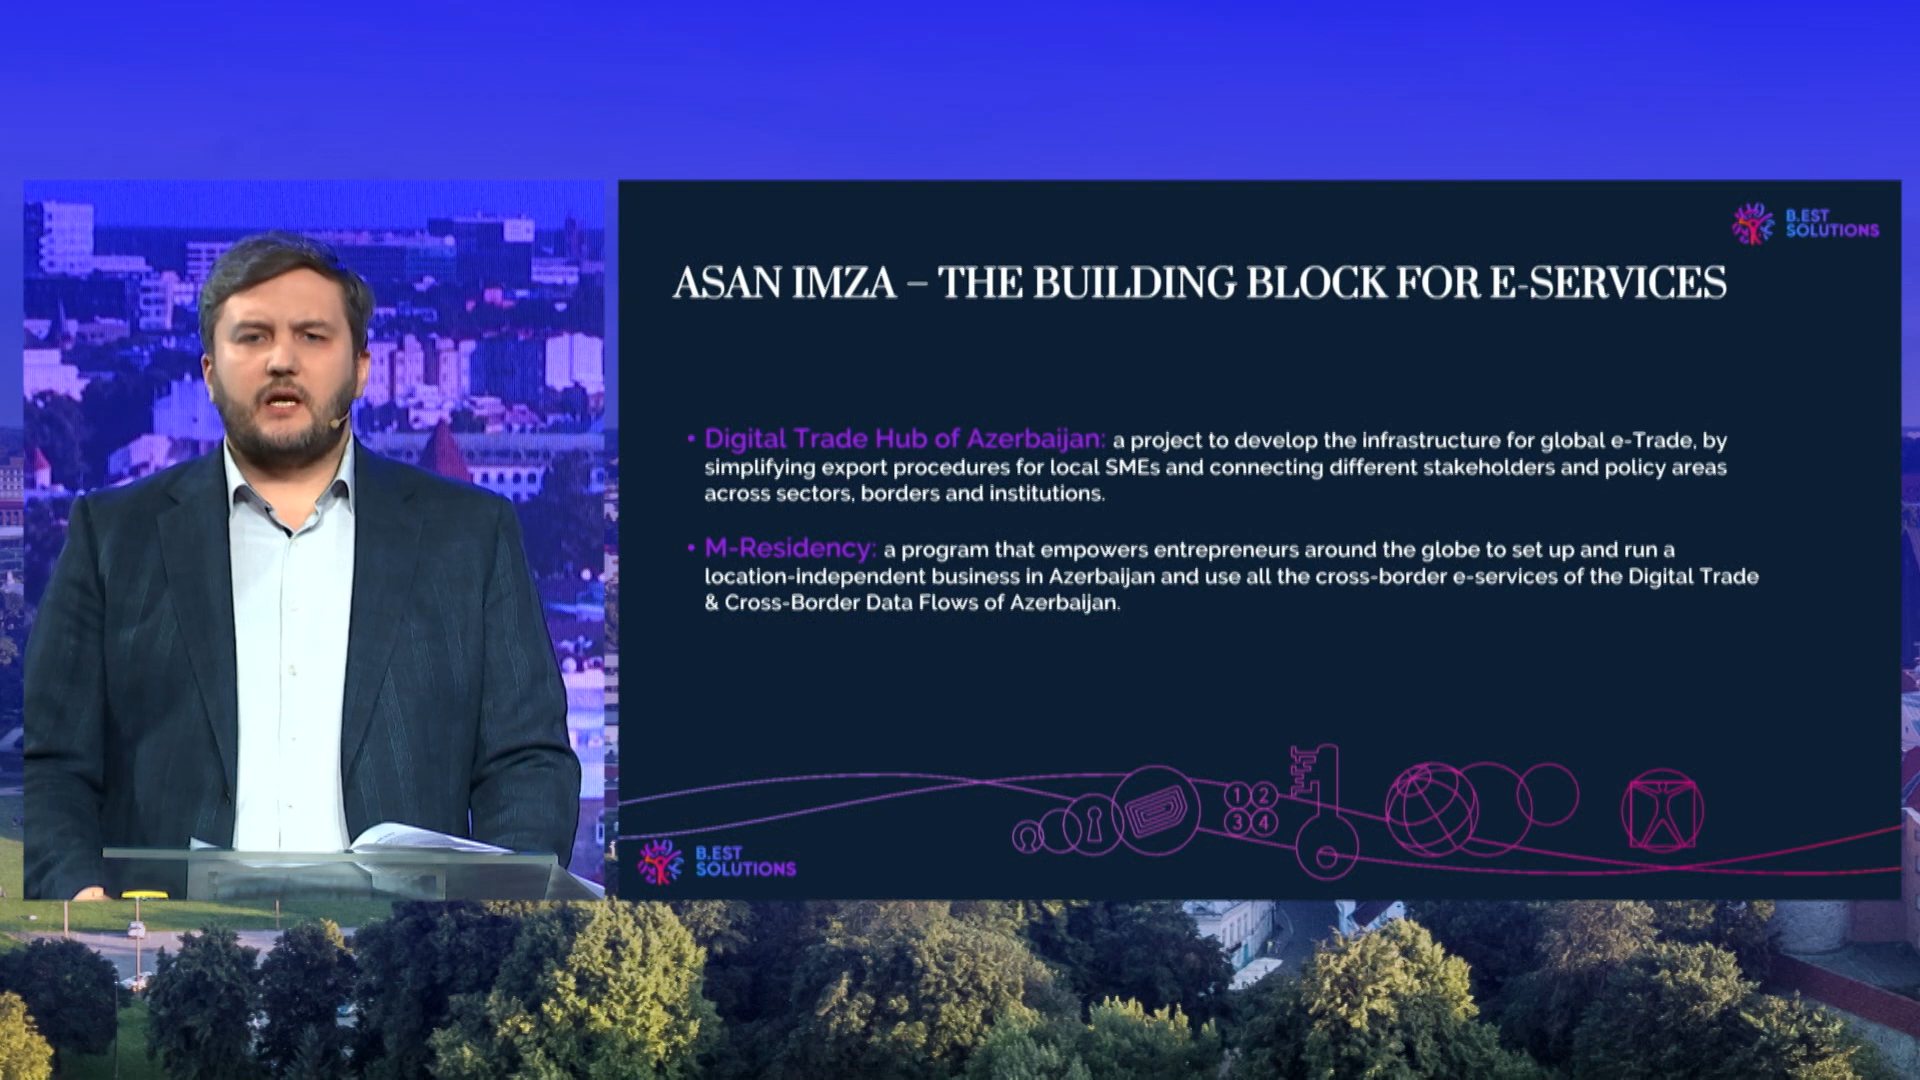 B.EST
SOLUTIONS
ASAN IMZA – THE BUILDING BLOCK FOR E-SERVICES
• Digital Trade Hub of Azerbaijan: a project to develop the infrastructure for global e-Trade, by
simplifying export procedures for local SMEs and connecting different stakeholders and policy areas
across sectors, borders and institutions.
• M-Residency: a program that empowers entrepreneurs around the globe to set up and run a
location-independent business in Azerbaijan and use all the cross-border e-services of the Digital Trade
& Cross-Border Data Flows of Azerbaijan.
1 2
3 4
B.EST
SOLUTIONS